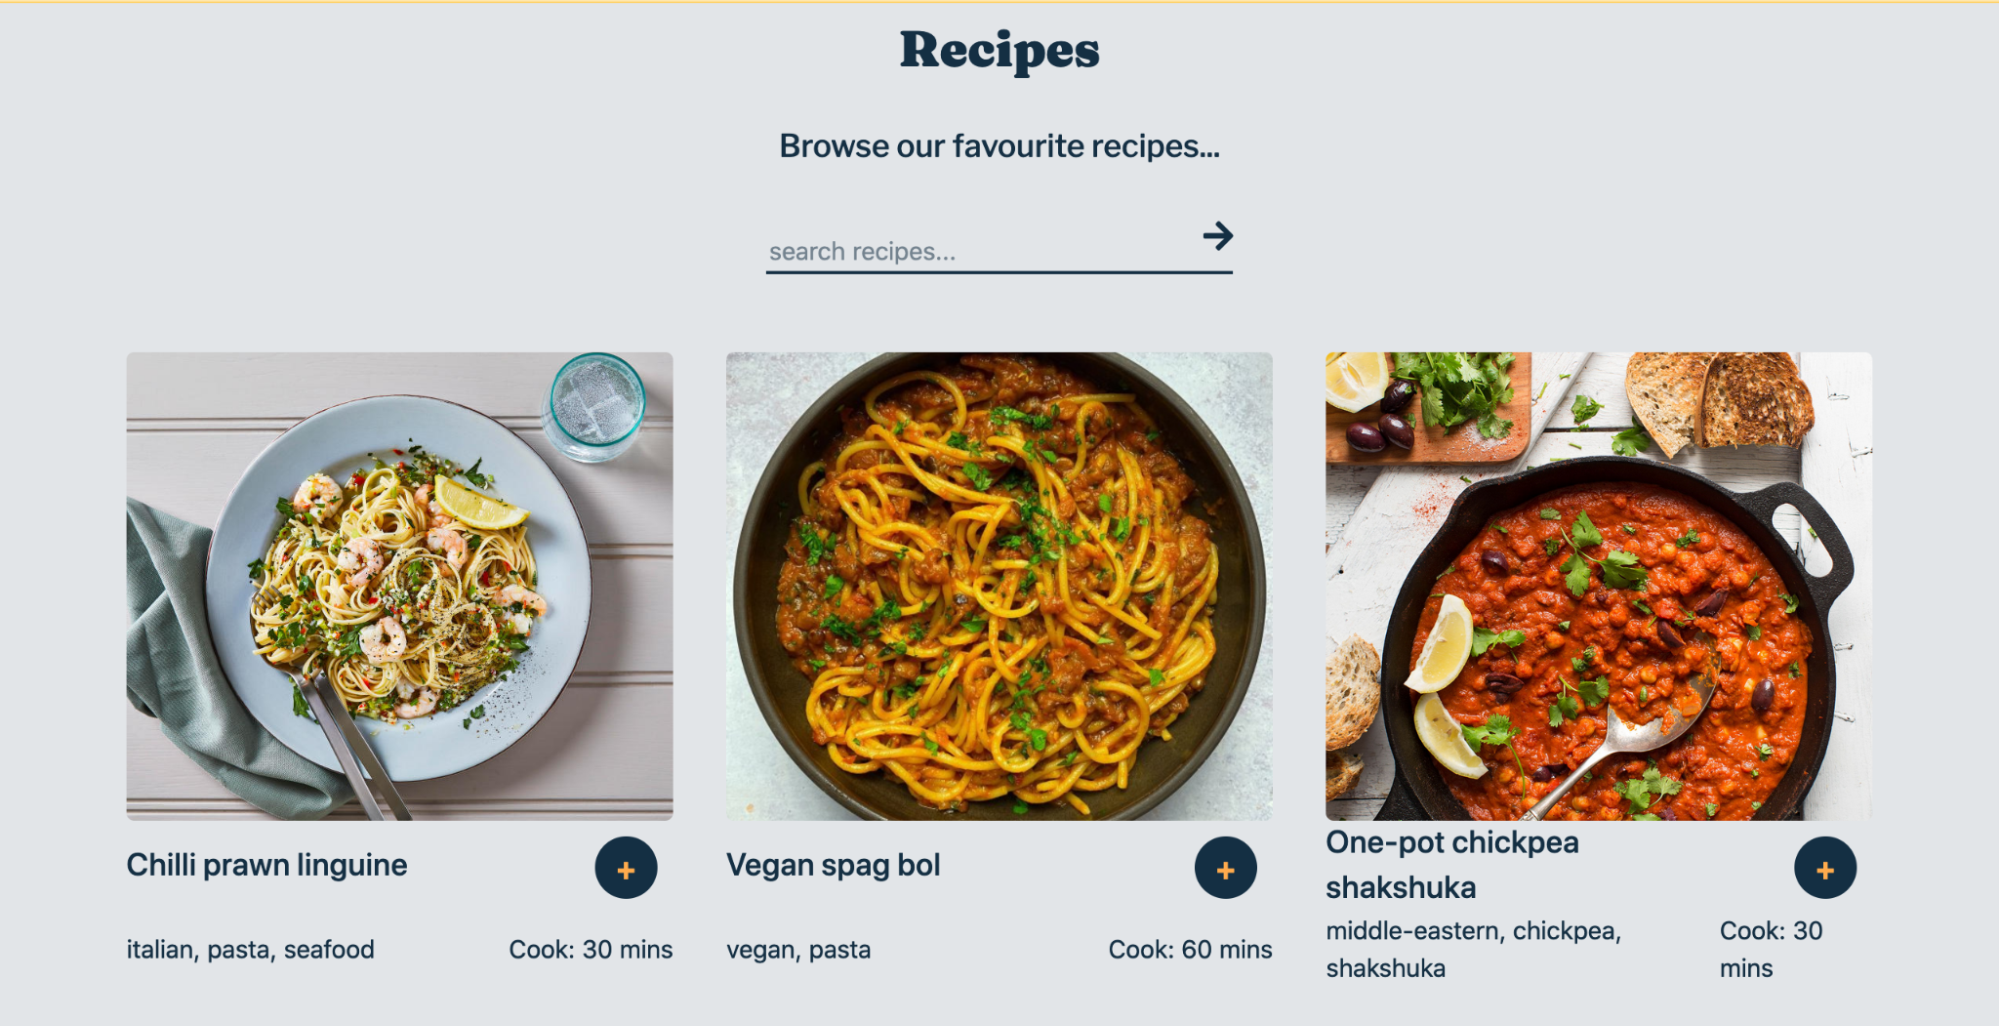 Recipes
Browse our favourite recipes...
search recipes...
Chilli prawn linguine
+
italian, pasta, seafood
Cook: 30 mins
Vegan spag bol
+
vegan, pasta
Cook: 60 mins
One-pot chickpea
shakshuka
+
middle-eastern, chickpea,
shakshuka
Cook: 30
mins